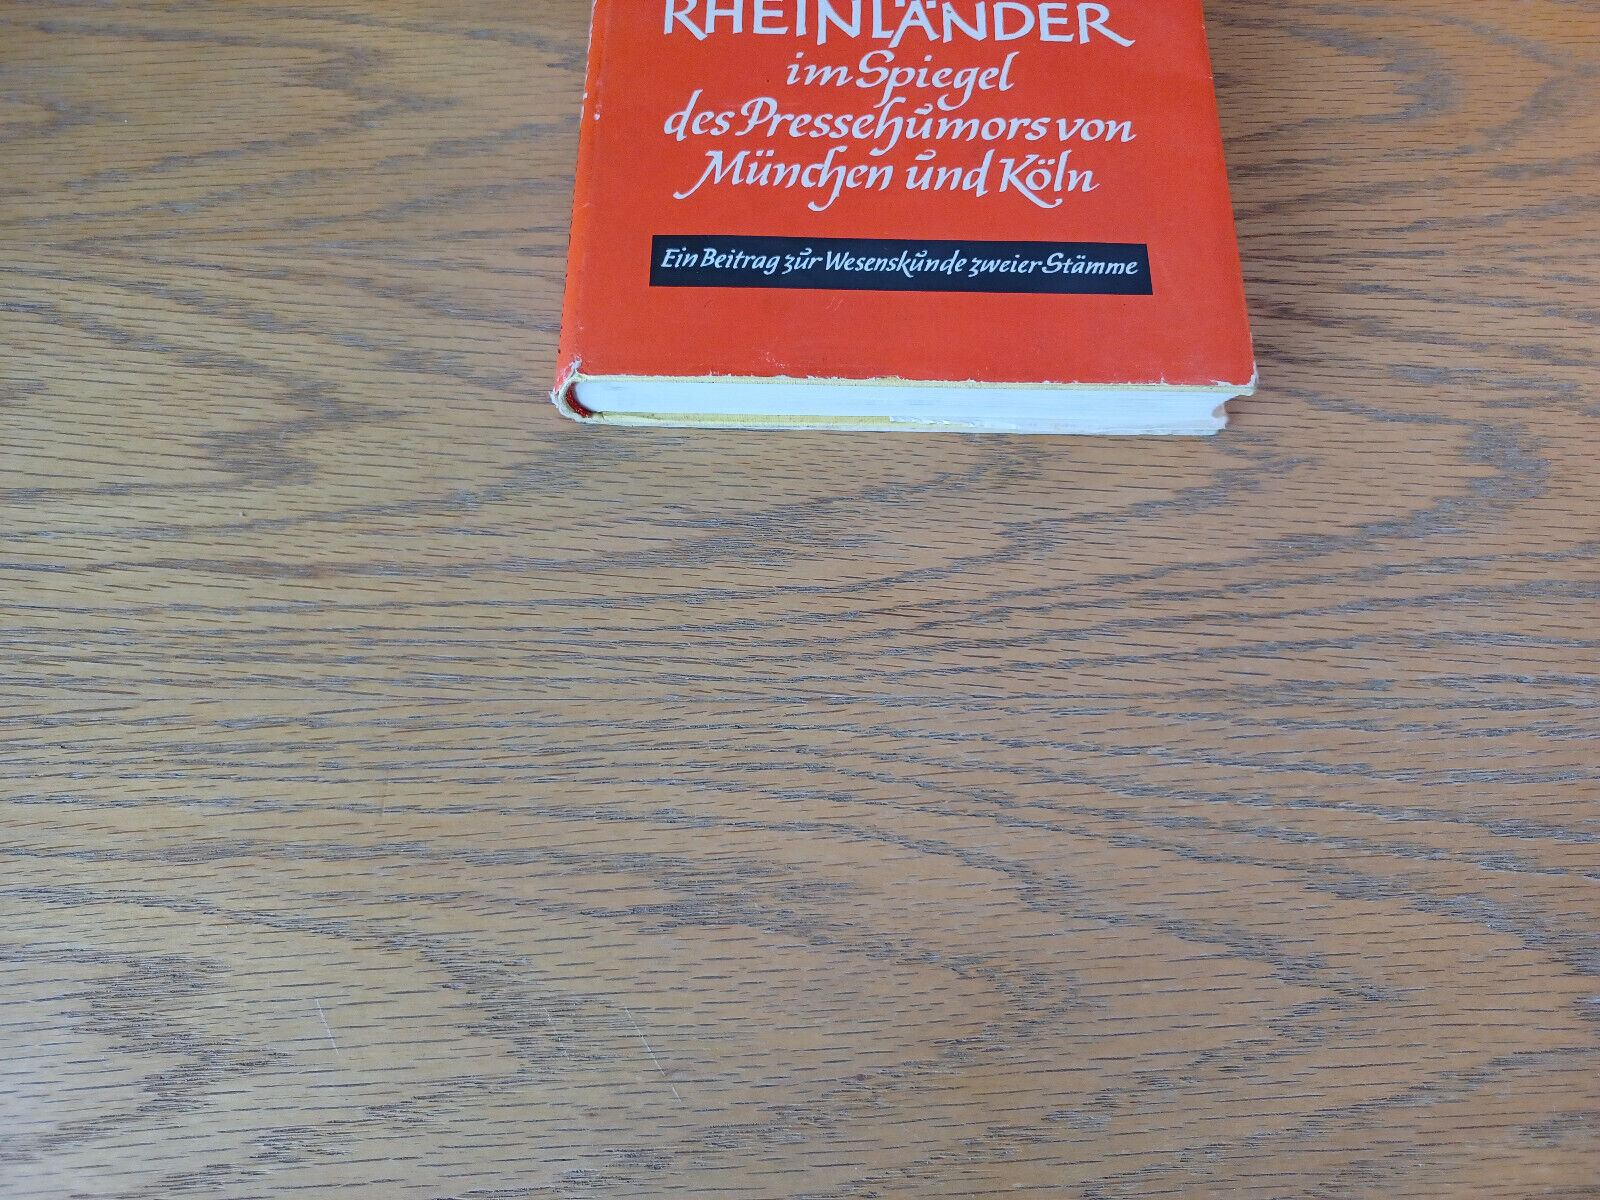 RHEINLÄNDER
im Spiegel
des Pressehumors von
München und Köln
Ein Beitrag zur Wesenskunde zweier Stämme